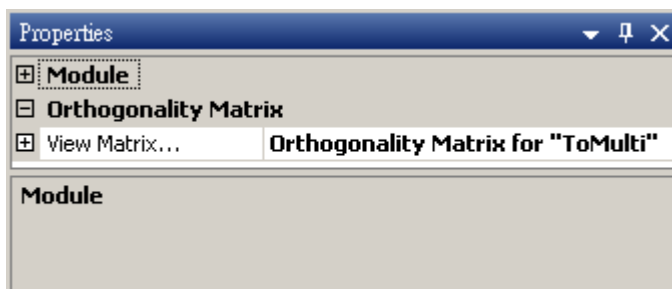 Properties
Module
Orthogonality Matrix
View Matrix... Orthogonality Matrix for "ToMulti"
Module